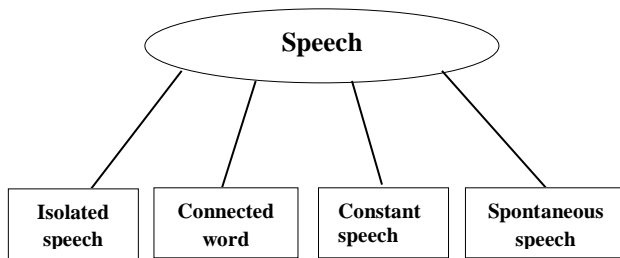 Speech
Isolated
speech
Connected
word
Constant
speech
Spontaneous
speech